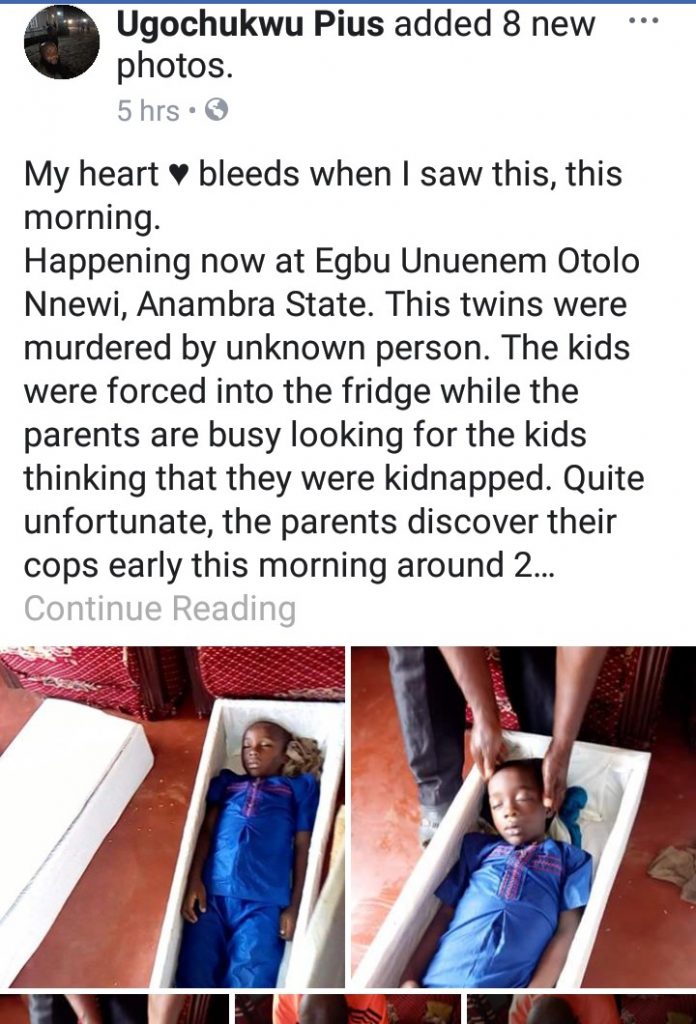 Ugochukwu Pius added 8 new
photos.
5 hrs •
My heart ♥ bleeds when I saw this, this
morning.
Happening now at Egbu Unuenem Otolo
Nnewi, Anambra State. This twins were
murdered by unknown person. The kids
were forced into the fridge while the
parents are busy looking for the kids
thinking that they were kidnapped. Quite
unfortunate, the parents discover their
cops early this morning around 2...
Continue Reading